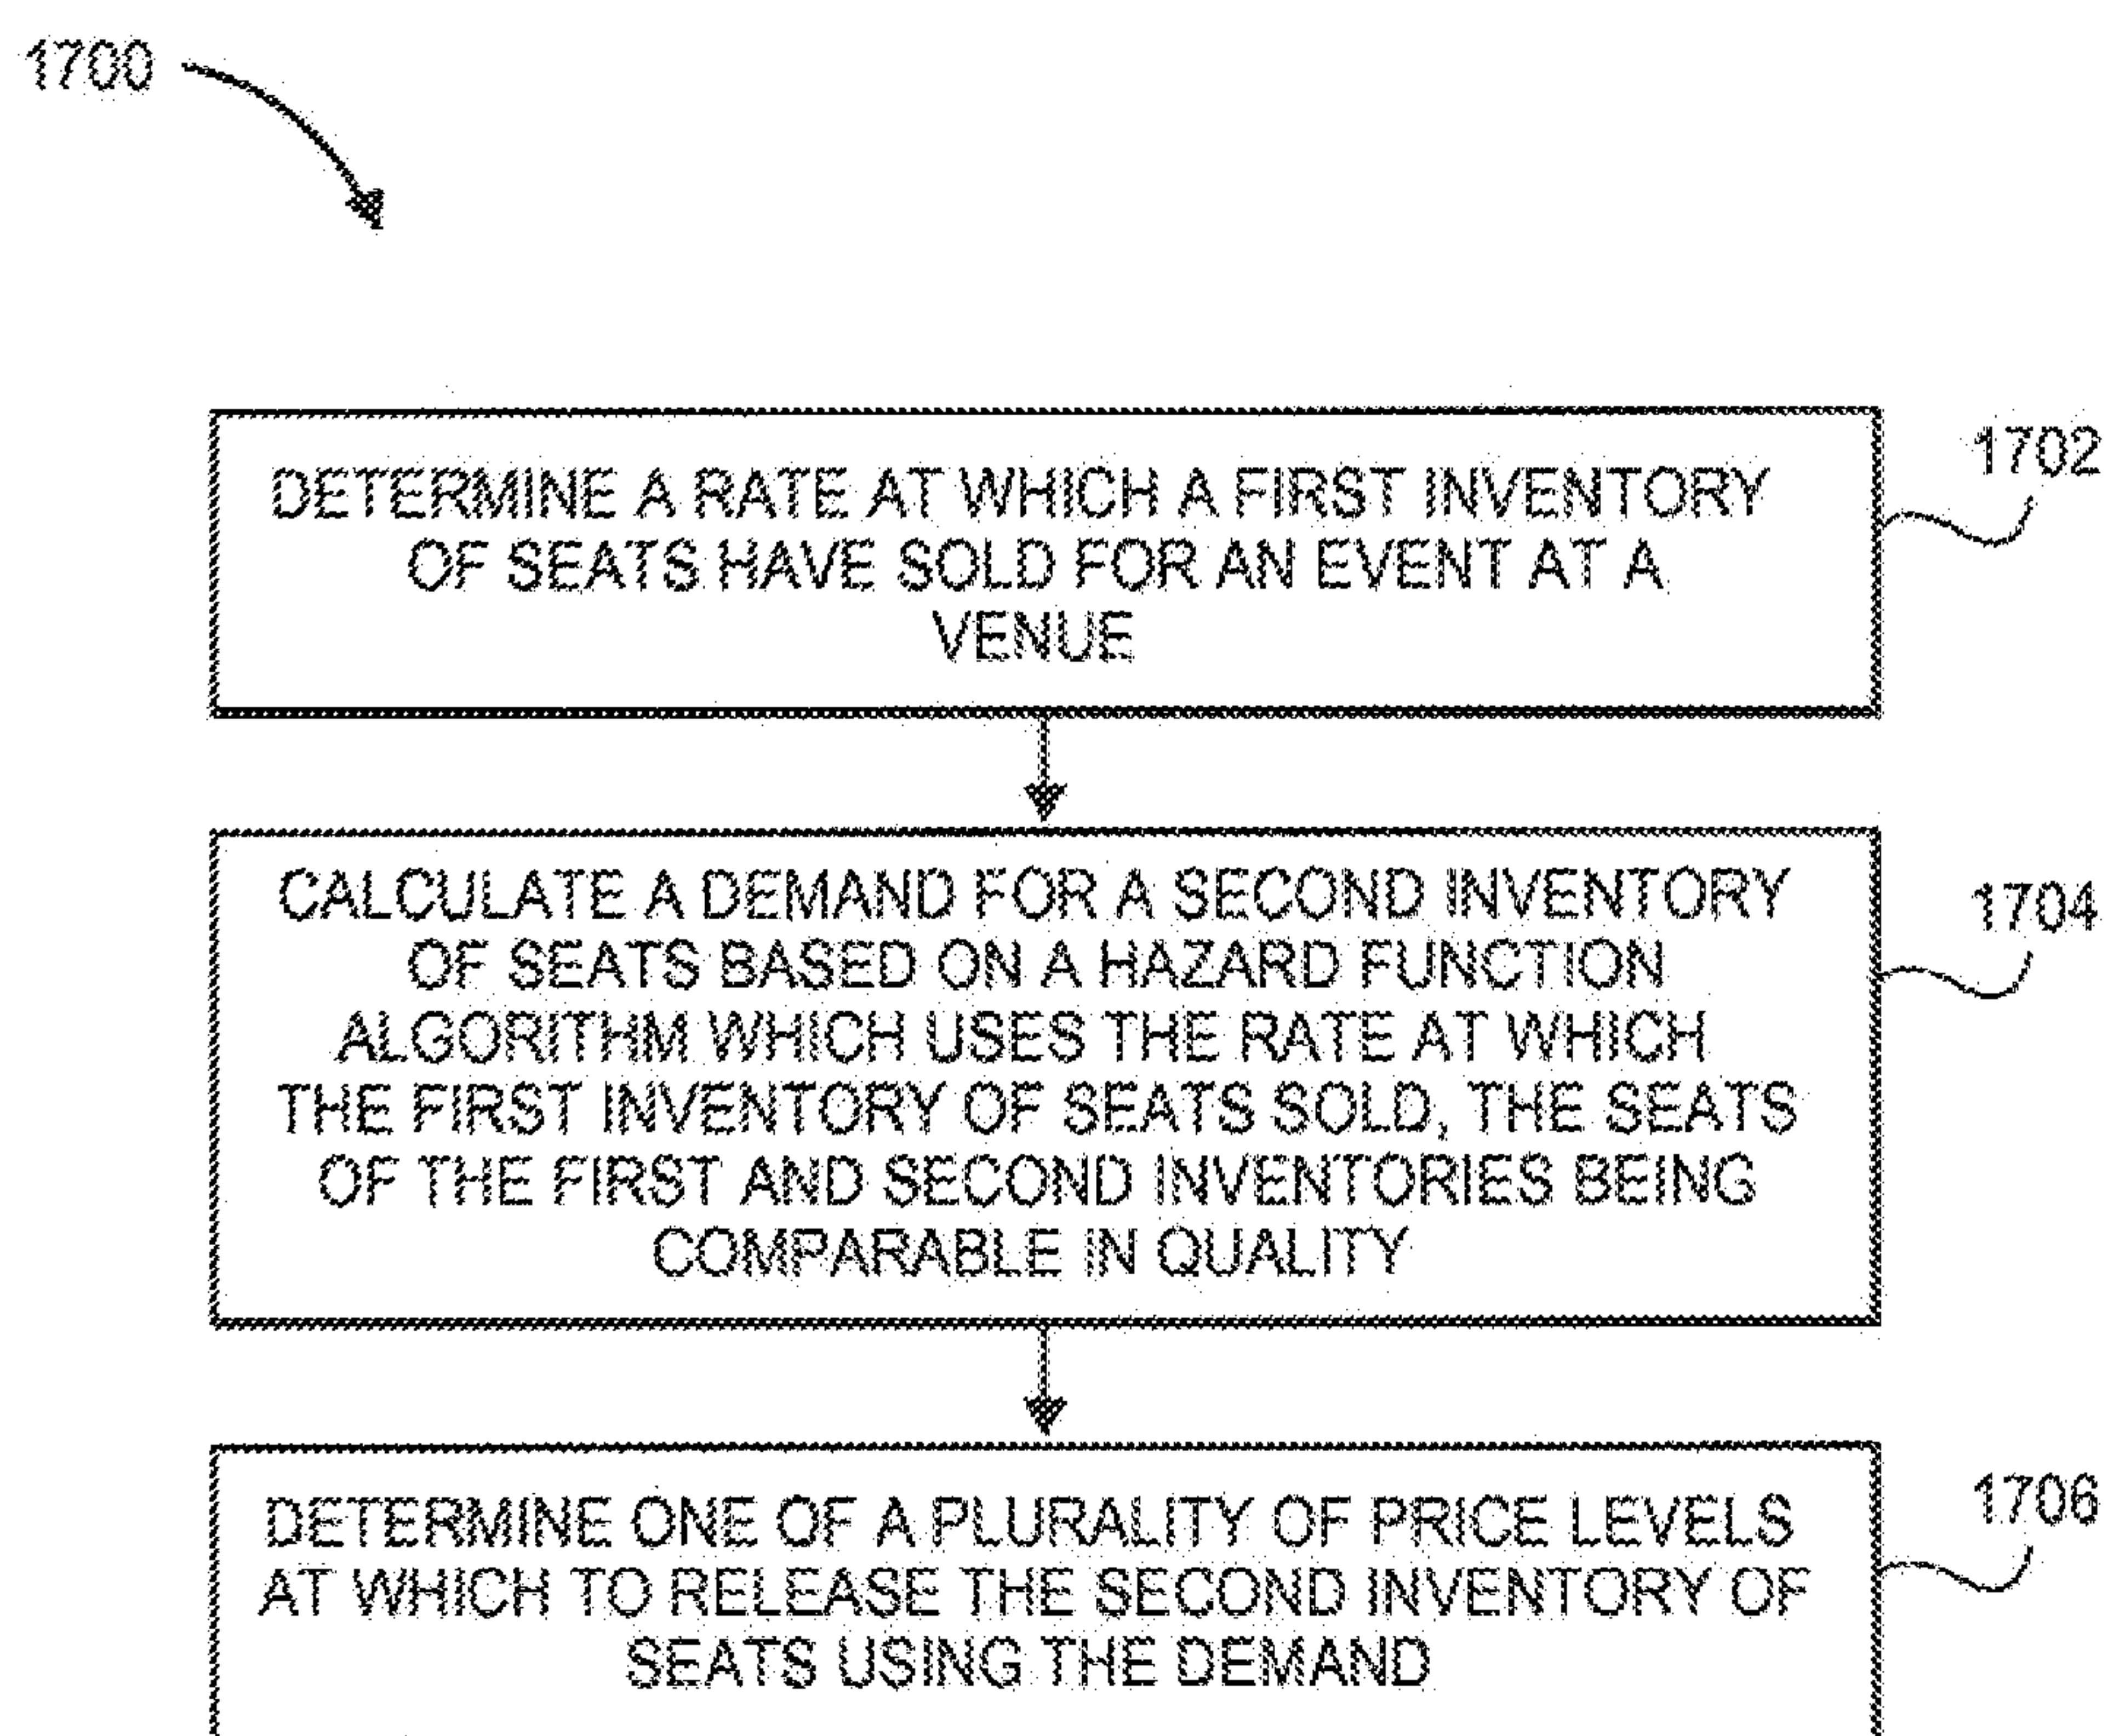 1700
DETERMINE A RATE AT WHICH A FIRST INVENTORY
OF SEATS HAVE SOLD FOR AN EVENT AT A
VENUE
1702
CALCULATE A DEMAND FOR A SECOND INVENTORY
OF SEATS BASED ON A HAZARD FUNCTION
ALGORITHM WHICH USES THE RATE AT WHICH
THE FIRST INVENTORY OF SEATS SOLD, THE SEATS
OF THE FIRST AND SECOND INVENTORIES BEING
COMPARABLE IN QUALITY
1704
DETERMINE ONE OF A PLURALITY OF PRICE LEVELS
AT WHICH TO RELEASE THE SECOND INVENTORY OF
SEATS USING THE DEMAND
1706